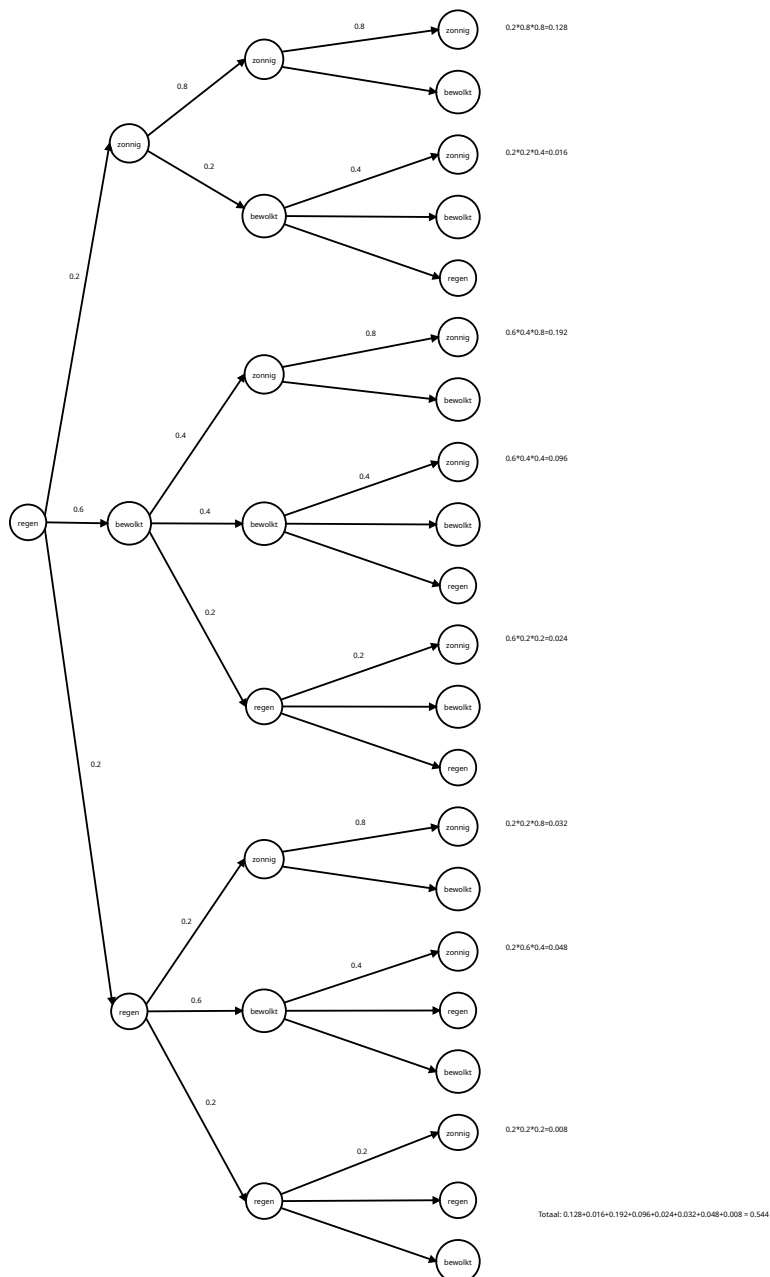 0.8
zonnig
0.2*0.8*0.8=0.128
zonnig
0.8
bewolkt
zonnig
0.2
0.4
zonnig
0.2*0.2*0.4=0.016
bewolkt
bewolkt
0.2
regen
0.8
zonnig
0.6*0.4*0.8=0.192
zonnig
bewolkt
0.4
zonnig
0.6*0.4*0.4=0.096
0.4
0.6
0.4
regen
bewolkt
bewolkt
bewolkt
regen
0.2
zonnig
0.6*0.2*0.2=0.024
0.2
regen
bewolkt
0.2
regen
0.8
zonnig
0.2*0.2*0.8=0.032
zonnig
bewolkt
0.2
zonnig
0.2*0.6*0.4=0.048
0.4
0.6
regen
bewolkt
regen
bewolkt
0.2
zonnig
0.2*0.2*0.2=0.008
0.2
regen
regen
Totaal: 0.128+0.016+0.192+0.096+0.024+0.032+0.048+0.008 = 0.544
bewolkt